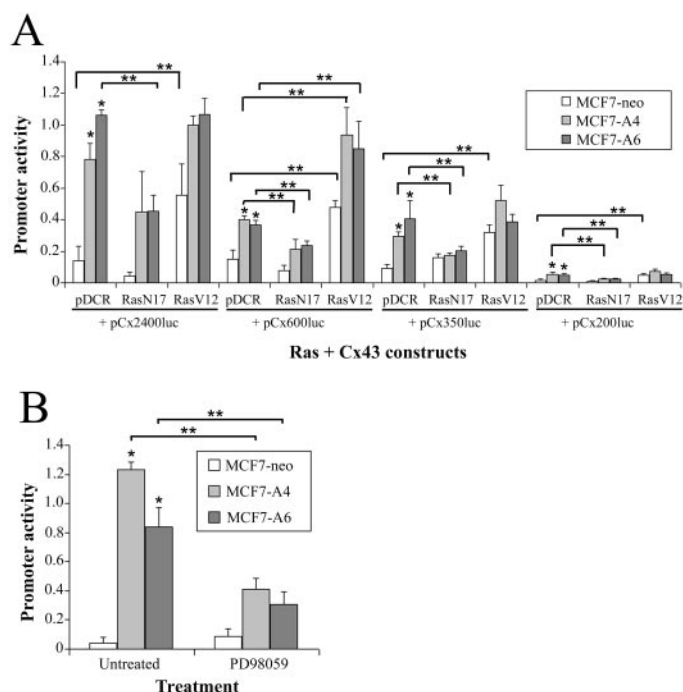 A
Promoter activity
1.4
1.2
1.0
0.8
0.6
0.4
0.2
0
* * ** **
* * ** ** ** ** **
* * ** ** **
* * ** ** **
MCF7-neo
MCF7-A4
MCF7-A6
pDCR RasN17 RasV12 pDCR RasN17 RasV12 pDCR RasN17 RasV12 pDCR RasN17 RasV12
+ pCx2400luc + pCx600luc + pCx350luc + pCx200luc
Ras + Cx43 constructs
B
Promoter activity
1.4
1.2
1.0
0.8
0.6
0.4
0.2
0
** **
* *
MCF7-neo
MCF7-A4
MCF7-A6
Untreated PD98059
Treatment